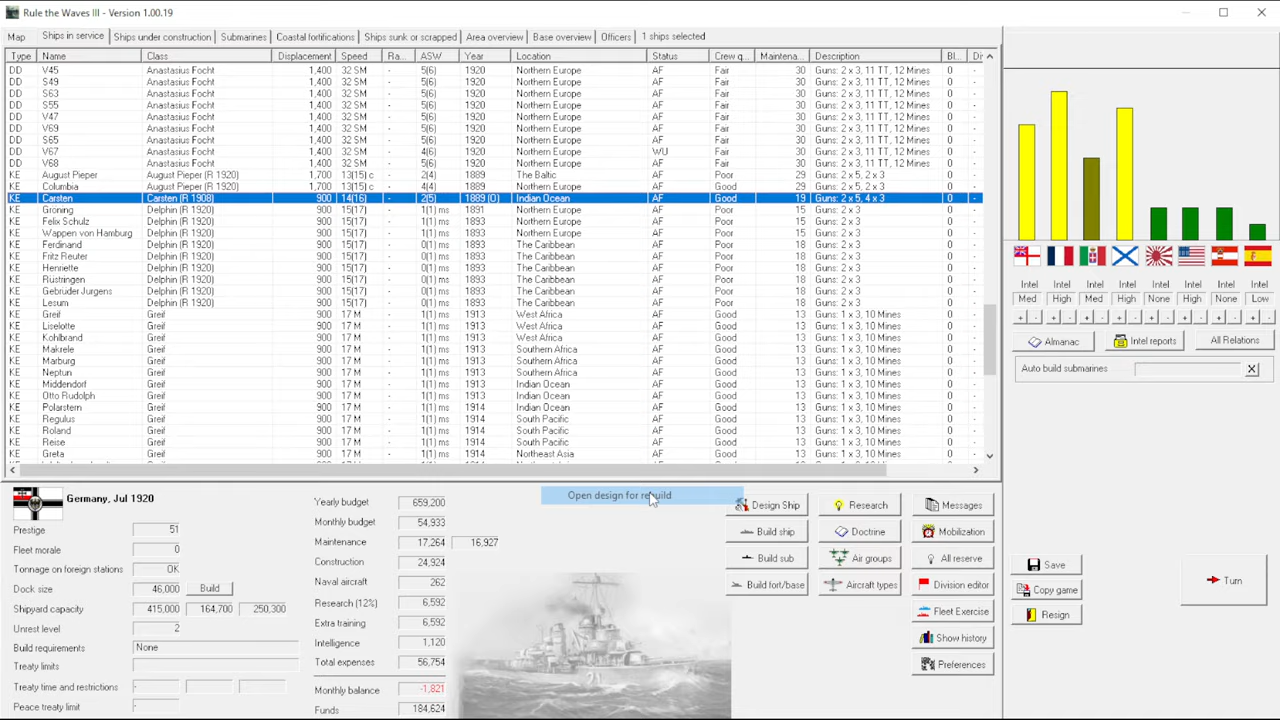 Rule the Waves III - Version 1.00.19
Map Ships in service Ships under construction Submarines Coastal fortifications Ships sunk or scrapped Area overview Base overview Officers 1 ships selected
Type Name Class Displacement Speed Ra... ASW Year Location Status Crew q... Maintena... Description Bl...
DD V45 Anastasius Focht 1,400 32 SM - 5(6) 1920 Northern Europe AF Fair 30 Guns: 2 x 3, 11 TT, 12 Mines 0 -
DD S49 Anastasius Focht 1,400 32 SM - 5(6) 1920 Northern Europe AF Fair 30 Guns: 2 x 3, 11 TT, 12 Mines 0 -
DD S63 Anastasius Focht 1,400 32 SM - 5(6) 1920 Northern Europe AF Fair 30 Guns: 2 x 3, 11 TT, 12 Mines 0 -
DD S55 Anastasius Focht 1,400 32 SM - 5(6) 1920 Northern Europe AF Fair 30 Guns: 2 x 3, 11 TT, 12 Mines 0 -
DD V47 Anastasius Focht 1,400 32 SM - 5(6) 1920 Northern Europe AF Fair 30 Guns: 2 x 3, 11 TT, 12 Mines 0 -
DD V69 Anastasius Focht 1,400 32 SM - 5(6) 1920 Northern Europe AF Fair 30 Guns: 2 x 3, 11 TT, 12 Mines 0 -
DD S65 Anastasius Focht 1,400 32 SM - 5(6) 1920 Northern Europe AF Fair 30 Guns: 2 x 3, 11 TT, 12 Mines 0 -
DD V67 Anastasius Focht 1,400 32 SM - 4(6) 1920 Northern Europe WU Fair 30 Guns: 2 x 3, 11 TT, 12 Mines 0 -
DD V68 Anastasius Focht 1,400 32 SM - 5(6) 1920 Northern Europe AF Fair 30 Guns: 2 x 3, 11 TT, 12 Mines 0 -
KE August Pieper August Pieper (R 1920) 1,700 13(15) c - 2(4) 1889 The Baltic AF Poor 29 Guns: 2 x 5, 2 x 3 0 -
KE Columbia August Pieper (R 1920) 1,700 13(15) c - 4(4) 1889 Northern Europe AF Good 29 Guns: 2 x 5, 2 x 3 0 -
KE Carsten Carsten (R 1908) 900 14(16) - 2(5) 1889 (O) Indian Ocean AF Good 19 Guns: 2 x 5, 4 x 3 0 -
KE Gröning Delphin (R 1920) 900 15(17) - 1(1) ms 1891 Northern Europe AF Poor 15 Guns: 2 x 3 0 -
KE Felix Schulz Delphin (R 1920) 900 15(17) - 1(1) ms 1893 Northern Europe AF Poor 15 Guns: 2 x 3 0 -
KE Wappen von Hamburg Delphin (R 1920) 900 15(17) - 1(1) ms 1893 Northern Europe AF Poor 15 Guns: 2 x 3 0 -
KE Ferdinand Delphin (R 1920) 900 15(17) - 0(1) ms 1893 The Caribbean AF Poor 18 Guns: 2 x 3 0 -
KE Fritz Reuter Delphin (R 1920) 900 15(17) - 1(1) ms 1893 The Caribbean AF Poor 18 Guns: 2 x 3 0 -
KE Henriette Delphin (R 1920) 900 15(17) - 1(1) ms 1893 The Caribbean AF Poor 18 Guns: 2 x 3 0 -
KE Rüstringen Delphin (R 1920) 900 15(17) - 1(1) ms 1893 The Caribbean AF Poor 18 Guns: 2 x 3 0 -
KE Gebrüder Jurgens Delphin (R 1920) 900 15(17) - 1(1) ms 1893 The Caribbean AF Poor 18 Guns: 2 x 3 0 -
KE Lesum Delphin (R 1920) 900 15(17) - 1(1) ms 1893 The Caribbean AF Poor 18 Guns: 2 x 3 0 -
KE Greif Greif 900 17 M - 1(1) ms 1913 West Africa AF Good 13 Guns: 1 x 3, 10 Mines 0 -
KE Liselotte Greif 900 17 M - 1(1) ms 1913 West Africa AF Good 13 Guns: 1 x 3, 10 Mines 0 -
KE Kohlbrand Greif 900 17 M - 1(1) ms 1913 West Africa AF Good 13 Guns: 1 x 3, 10 Mines 0 -
KE Makrele Greif 900 17 M - 1(1) ms 1913 Southern Africa AF Good 13 Guns: 1 x 3, 10 Mines 0 -
KE Marburg Greif 900 17 M - 1(1) ms 1913 Southern Africa AF Good 13 Guns: 1 x 3, 10 Mines 0 -
KE Neptun Greif 900 17 M - 1(1) ms 1913 Southern Africa AF Good 13 Guns: 1 x 3, 10 Mines 0 -
KE Middendorf Greif 900 17 M - 1(1) ms 1913 Indian Ocean AF Good 13 Guns: 1 x 3, 10 Mines 0 -
KE Otto Rudolph Greif 900 17 M - 1(1) ms 1913 Indian Ocean AF Good 13 Guns: 1 x 3, 10 Mines 0 -
KE Polarstern Greif 900 17 M - 1(1) ms 1914 Indian Ocean AF Good 13 Guns: 1 x 3, 10 Mines 0 -
KE Regulus Greif 900 17 M - 1(1) ms 1914 South Pacific AF Good 13 Guns: 1 x 3, 10 Mines 0 -
KE Roland Greif 900 17 M - 1(1) ms 1914 South Pacific AF Good 13 Guns: 1 x 3, 10 Mines 0 -
KE Reise Greif 900 17 M - 1(1) ms 1914 South Pacific AF Good 13 Guns: 1 x 3, 10 Mines 0 -
KE Greta Greif 900 17 M - 1(1) ms 1914 Northeast Asia AF Good 13 Guns: 1 x 3, 10 Mines 0 -
Intel Intel Intel Intel Intel Intel Intel Intel
Med High Med High None High None Low
+ - + - + - + - + - + - + - + -
Almanac Intel reports All Relations
Auto build submarines X
Open design for rebuild
Germany, Jul 1920
Prestige 51
Fleet morale 0
Tonnage on foreign stations OK
Dock size 46,000 Build
Shipyard capacity 415,000 164,700 250,300
Unrest level 2
Build requirements None
Treaty limits
Treaty time and restrictions - - -
Peace treaty limit -
Yearly budget 659,200
Monthly budget 54,933
Maintenance 17,264 16,927
Construction 24,924
Naval aircraft 262
Research (12%) 6,592
Extra training 6,592
Intelligence 1,120
Total expenses 56,754
Monthly balance -1,821
Funds 184,624
Design Ship Research Messages
Build ship Doctrine Mobilization
Build sub Air groups All reserve
Build fort/base Aircraft types Division editor
Fleet Exercise
Show history
Preferences
Save
Copy game
Resign
Turn